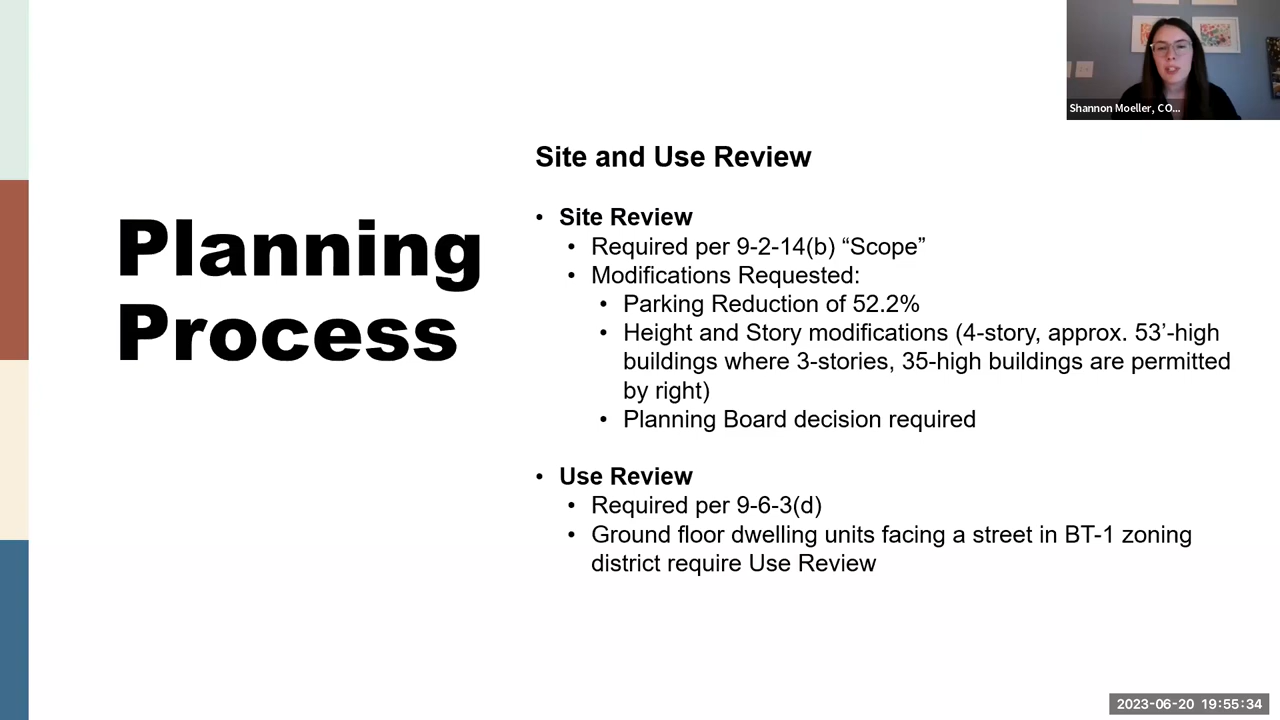 Shannon Moeller, CO...
Site and Use Review
Planning
Process
• Site Review
• Required per 9-2-14(b) “Scope”
• Modifications Requested:
• Parking Reduction of 52.2%
• Height and Story modifications (4-story, approx. 53’-high
buildings where 3-stories, 35-high buildings are permitted
by right)
• Planning Board decision required
• Use Review
• Required per 9-6-3(d)
• Ground floor dwelling units facing a street in BT-1 zoning
district require Use Review
2023-06-20 19:55:34